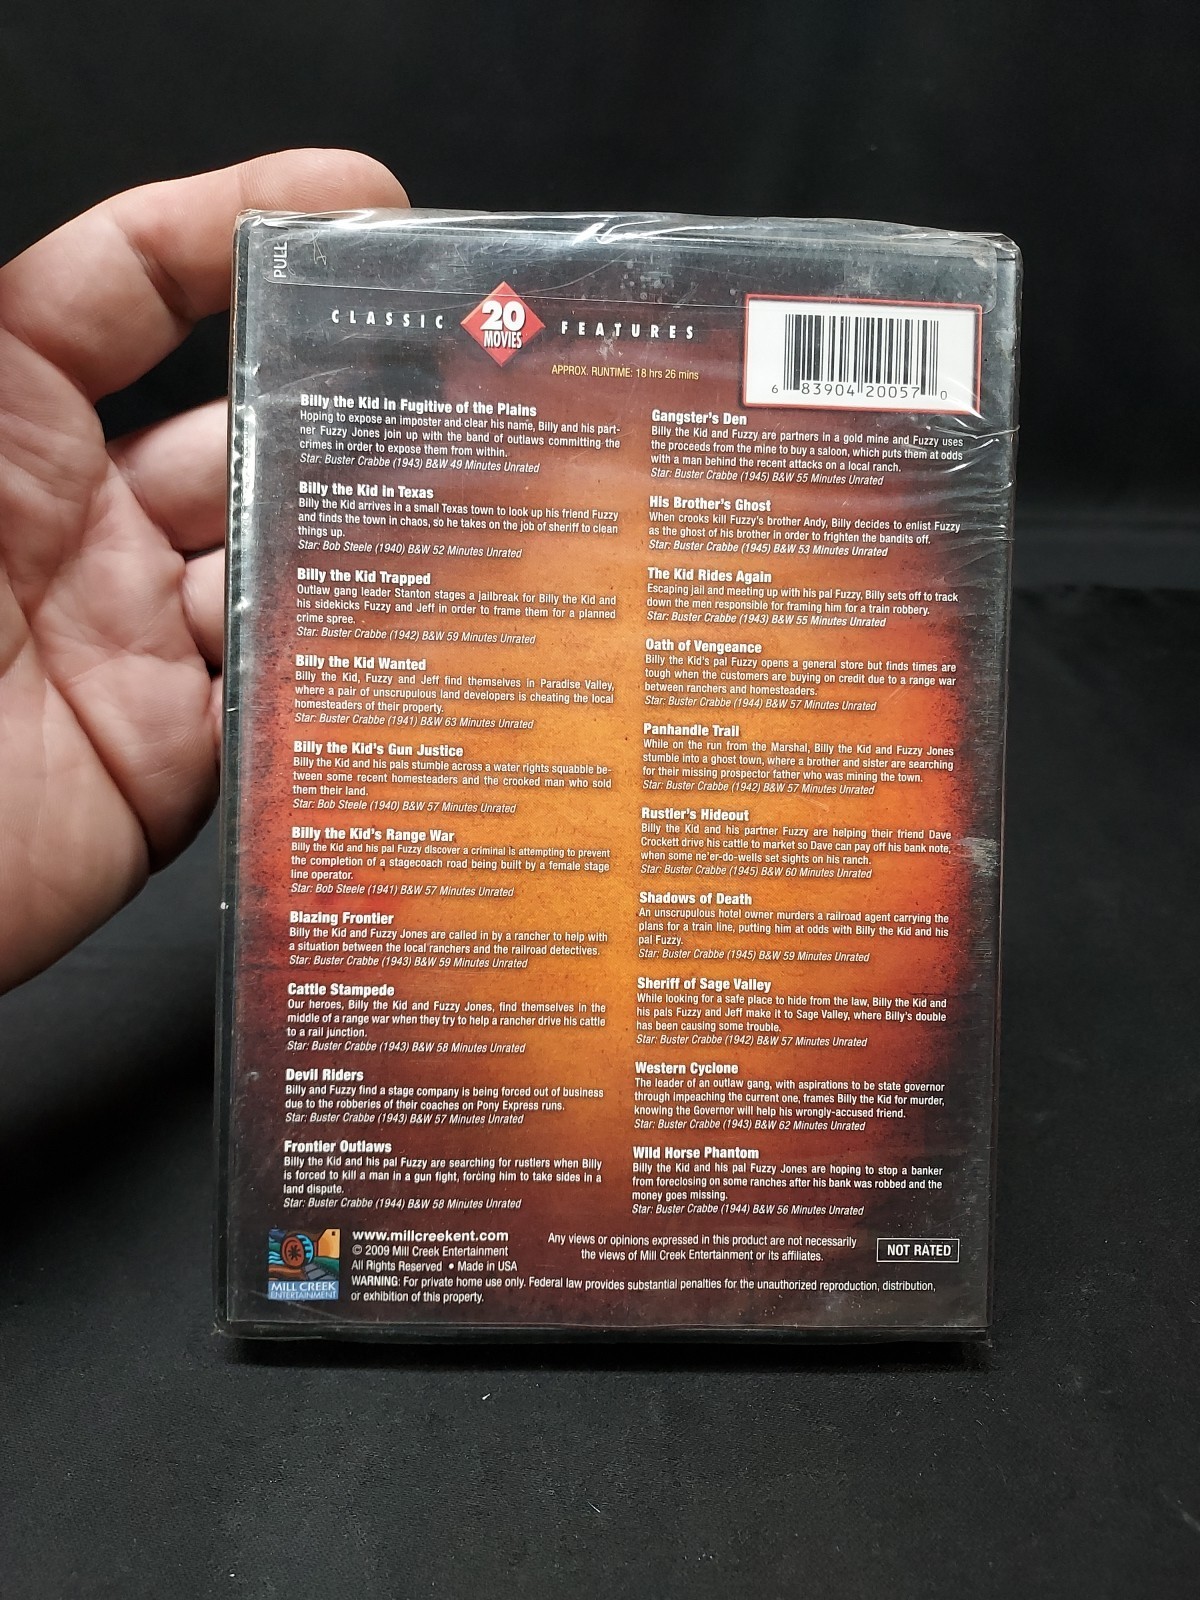 PULL
CLASSIC 20 MOVIES FEATURES
APPROX. RUNTIME: 18 hrs 26 mins
6 83904 20057 0
Billy the Kid in Fugitive of the Plains
Hoping to expose an imposter and clear his name, Billy and his part-
ner Fuzzy Jones join up with the band of outlaws committing the
crimes in order to expose them from within.
Star: Buster Crabbe (1943) B&W 49 Minutes Unrated
Billy the Kid in Texas
Billy the Kid arrives in a small Texas town to look up his friend Fuzzy
and finds the town in chaos, so he takes on the job of sheriff to clean
things up.
Star: Bob Steele (1940) B&W 52 Minutes Unrated
Billy the Kid Trapped
Outlaw gang leader Stanton stages a jailbreak for Billy the Kid and
his sidekicks Fuzzy and Jeff in order to frame them for a planned
crime spree.
Star: Buster Crabbe (1942) B&W 59 Minutes Unrated
Billy the Kid Wanted
Billy the Kid, Fuzzy and Jeff find themselves in Paradise Valley,
where a pair of unscrupulous land developers is cheating the local
homesteaders of their property.
Star: Buster Crabbe (1941) B&W 63 Minutes Unrated
Billy the Kid's Gun Justice
Billy the Kid and his pals stumble across a water rights squabble be-
tween some recent homesteaders and the crooked man who sold
them their land.
Star: Bob Steele (1940) B&W 57 Minutes Unrated
Billy the Kid's Range War
Billy the Kid and his pal Fuzzy discover a criminal is attempting to prevent
the completion of a stagecoach road being built by a female stage
line operator.
Star: Bob Steele (1941) B&W 57 Minutes Unrated
Blazing Frontier
Billy the Kid and Fuzzy Jones are called in by a rancher to help with
a situation between the local ranchers and the railroad detectives.
Star: Buster Crabbe (1943) B&W 59 Minutes Unrated
Cattle Stampede
Our heroes, Billy the Kid and Fuzzy Jones, find themselves in the
middle of a range war when they try to help a rancher drive his cattle
to a rail junction.
Star: Buster Crabbe (1943) B&W 58 Minutes Unrated
Devil Riders
Billy and Fuzzy find a stage company is being forced out of business
due to the robberies of their coaches on Pony Express runs.
Star: Buster Crabbe (1943) B&W 57 Minutes Unrated
Frontier Outlaws
Billy the Kid and his pal Fuzzy are searching for rustlers when Billy
is forced to kill a man in a gun fight, forcing him to take sides in a
land dispute.
Star: Buster Crabbe (1944) B&W 58 Minutes Unrated
Gangster's Den
Billy the Kid and Fuzzy are partners in a gold mine and Fuzzy uses
the proceeds from the mine to buy a saloon, which puts them at odds
with a man behind the recent attacks on a local ranch.
Star: Buster Crabbe (1945) B&W 55 Minutes Unrated
His Brother's Ghost
When crooks kill Fuzzy's brother Andy, Billy decides to enlist Fuzzy
as the ghost of his brother in order to frighten the bandits off.
Star: Buster Crabbe (1945) B&W 53 Minutes Unrated
The Kid Rides Again
Escaping jail and meeting up with his pal Fuzzy, Billy sets off to track
down the men responsible for framing him for a train robbery.
Star: Buster Crabbe (1943) B&W 55 Minutes Unrated
Oath of Vengeance
Billy the Kid's pal Fuzzy opens a general store but finds times are
tough when the customers are buying on credit due to a range war
between ranchers and homesteaders.
Star: Buster Crabbe (1944) B&W 57 Minutes Unrated
Panhandle Trail
While on the run from the Marshal, Billy the Kid and Fuzzy Jones
stumble into a ghost town, where a brother and sister are searching
for their missing prospector father who was mining the town.
Star: Buster Crabbe (1942) B&W 57 Minutes Unrated
Rustler's Hideout
Billy the Kid and his partner Fuzzy are helping their friend Dave
Crockett drive his cattle to market so Dave can pay off his bank note,
when some ne'er-do-wells set sights on his ranch.
Star: Buster Crabbe (1945) B&W 60 Minutes Unrated
Shadows of Death
An unscrupulous hotel owner murders a railroad agent carrying the
plans for a train line, putting him at odds with Billy the Kid and his
pal Fuzzy.
Star: Buster Crabbe (1945) B&W 59 Minutes Unrated
Sheriff of Sage Valley
While looking for a safe place to hide from the law, Billy the Kid and
his pals Fuzzy and Jeff make it to Sage Valley, where Billy's double
has been causing some trouble.
Star: Buster Crabbe (1942) B&W 57 Minutes Unrated
Western Cyclone
The leader of an outlaw gang, with aspirations to be state governor
through impeaching the current one, frames Billy the Kid for murder,
knowing the Governor will help his wrongly-accused friend.
Star: Buster Crabbe (1943) B&W 62 Minutes Unrated
Wild Horse Phantom
Billy the Kid and his pal Fuzzy Jones are hoping to stop a banker
from foreclosing on some ranches after his bank was robbed and the
money goes missing.
Star: Buster Crabbe (1944) B&W 56 Minutes Unrated
MILL CREEK
ENTERTAINMENT
www.millcreekent.com
© 2009 Mill Creek Entertainment
All Rights Reserved • Made in USA
Any views or opinions expressed in this product are not necessarily
the views of Mill Creek Entertainment or its affiliates.
NOT RATED
WARNING: For private home use only. Federal law provides substantial penalties for the unauthorized reproduction, distribution,
or exhibition of this property.